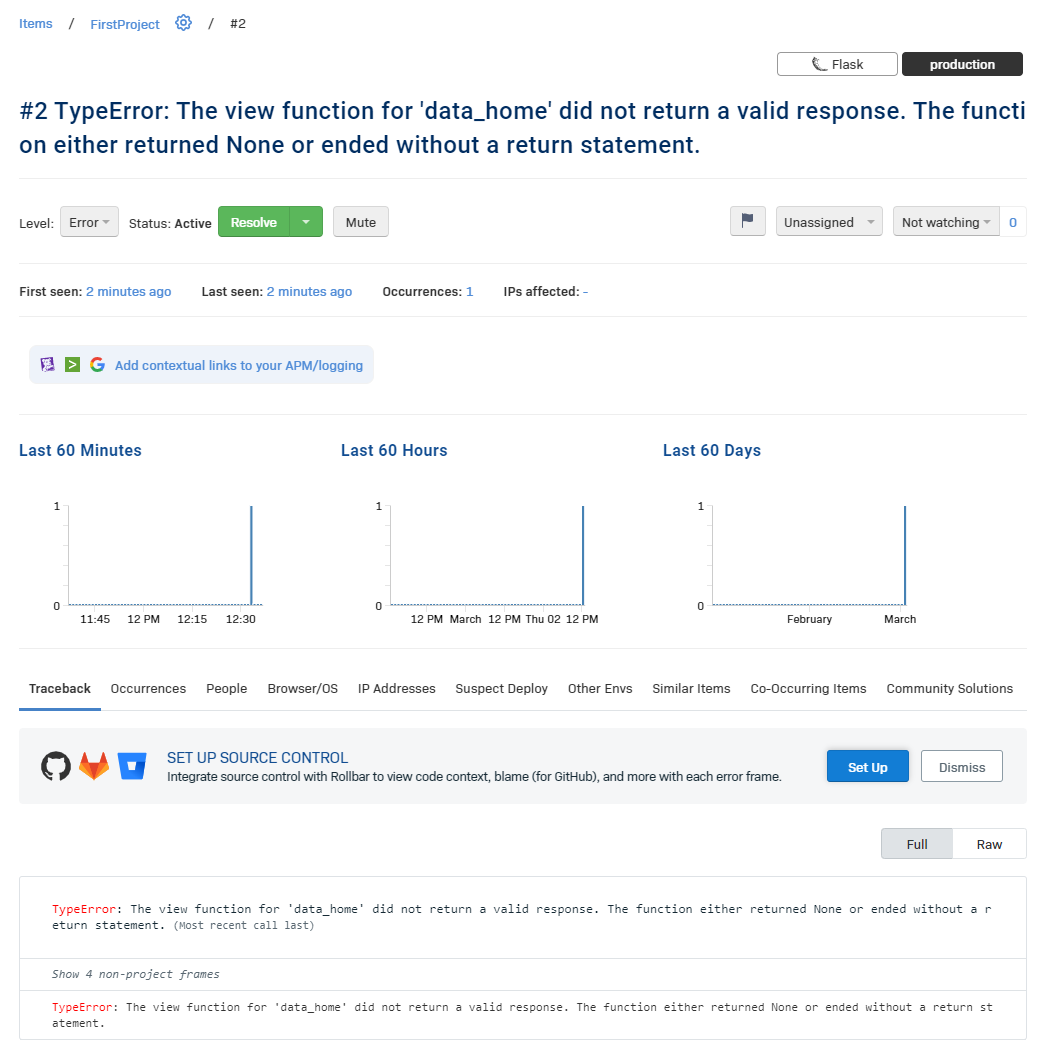 Items / FirstProject / #2
Flask production
#2 TypeError: The view function for 'data_home' did not return a valid response. The functi
on either returned None or ended without a return statement.
Level: Error Status: Active Resolve Mute Unassigned Not watching 0
First seen: 2 minutes ago Last seen: 2 minutes ago Occurrences: 1 IPs affected: -
Add contextual links to your APM/logging
Last 60 Minutes Last 60 Hours Last 60 Days
1 1 1
0 0 0
11:45 12 PM 12:15 12:30 12 PM March 12 PM Thu 02 12 PM February March
Traceback Occurrences People Browser/OS IP Addresses Suspect Deploy Other Envs Similar Items Co-Occurring Items Community Solutions
SET UP SOURCE CONTROL
Integrate source control with Rollbar to view code context, blame (for GitHub), and more with each error frame.
Set Up Dismiss
Full Raw
TypeError: The view function for 'data_home' did not return a valid response. The function either returned None or ended without a r
eturn statement. (Most recent call last)
Show 4 non-project frames
TypeError: The view function for 'data_home' did not return a valid response. The function either returned None or ended without a return st
atement.